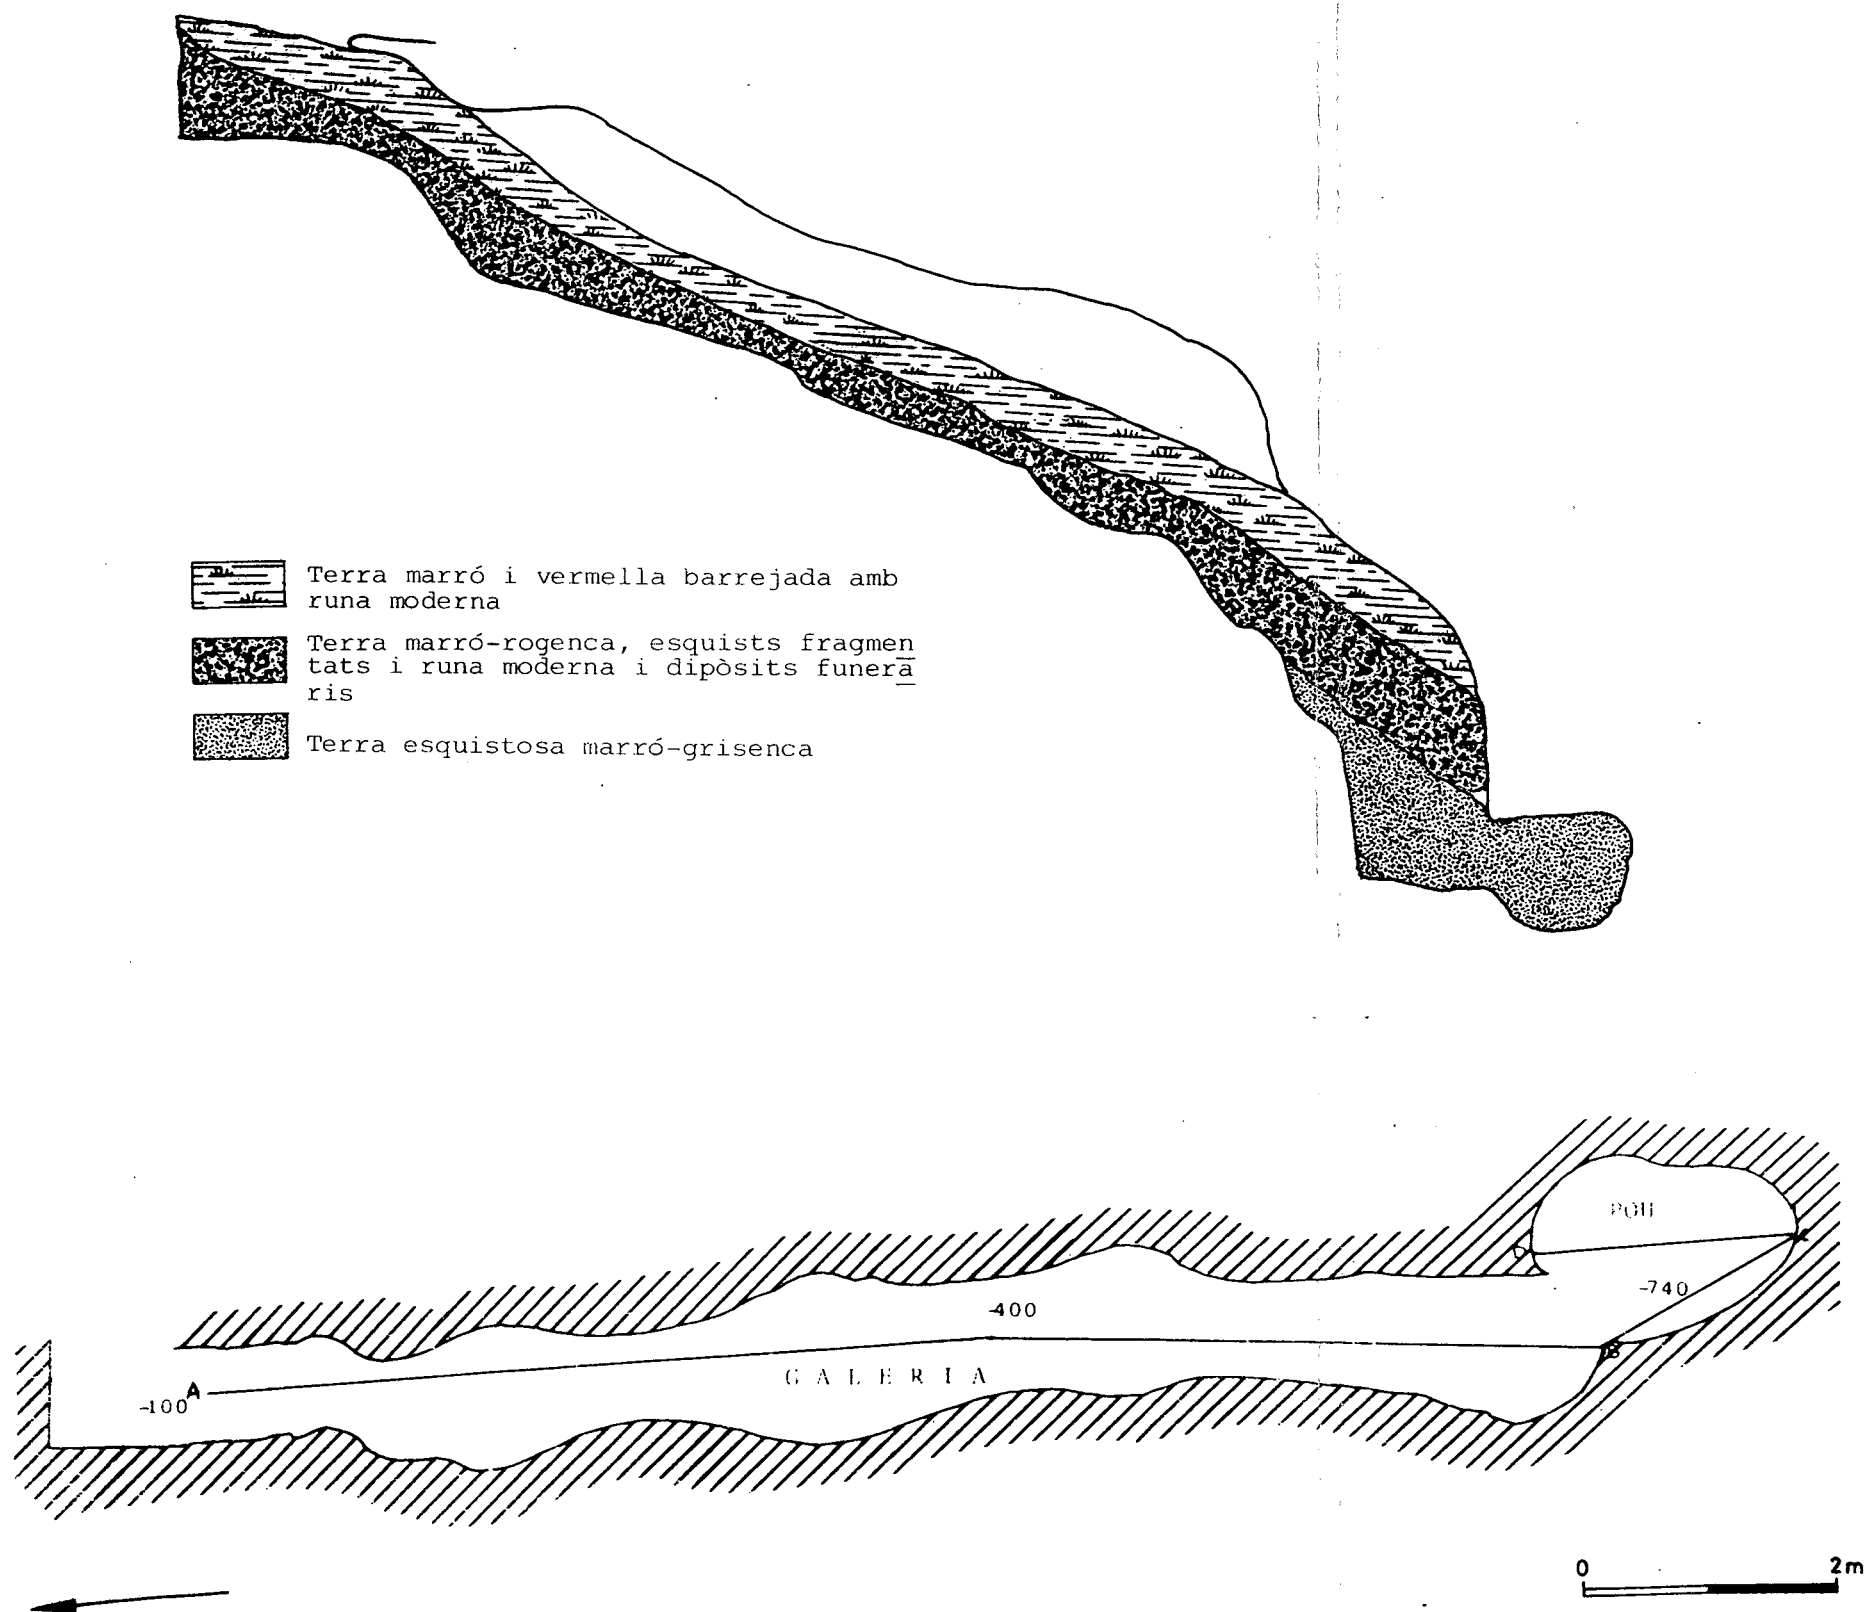 Terra marró i vermella barrejada amb
runa moderna
Terra marró-rogenca, esquists fragmen
tats i runa moderna i dipòsits funera
ris
Terra esquistosa marró-grisenca
POU
D
-740
-400
B
GALERIA
A
-100
0 2m